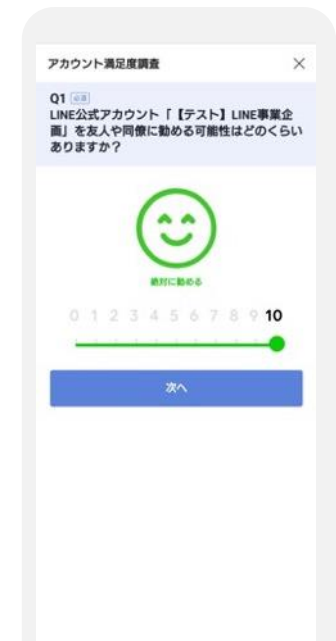 アカウント満足度調査
Q1 必須
LINE公式アカウント「【テスト】LINE事業企
画」を友人や同僚に勧める可能性はどのくらい
ありますか？
絶対に勧める
0 1 2 3 4 5 6 7 8 9 10
次へ